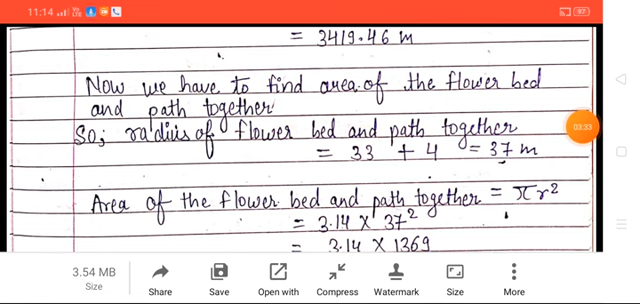 11:14
97
= 3419.46 m
Now we have to find area of the flower bed
and path together
So; radius of flower bed and path together
= 33 + 4 = 37 m
03:33
Area of the flower bed and path together = πr²
= 3.14 × 37²
= 3.14 × 1369
3.54 MB
Size
Share
Save
Open with
Compress
Watermark
Size
More